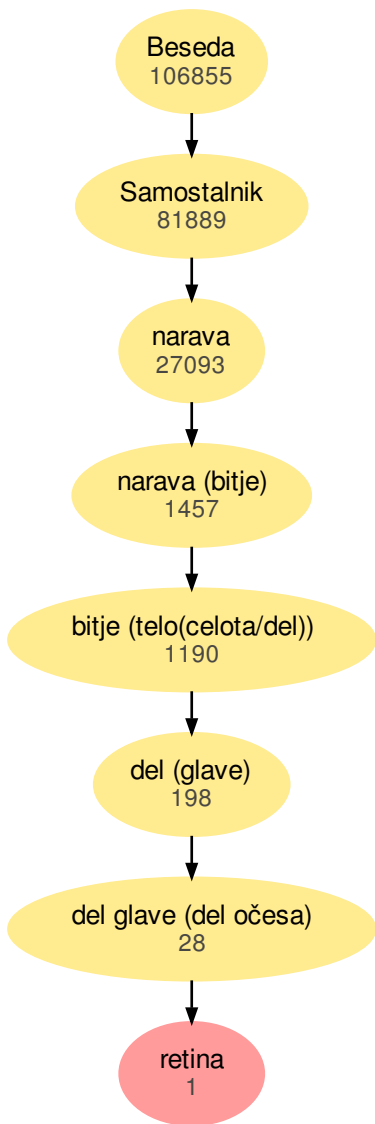 Beseda
106855
Samostalnik
81889
narava
27093
narava (bitje)
1457
bitje (telo(celota/del))
1190
del (glave)
198
del glave (del očesa)
28
retina
1